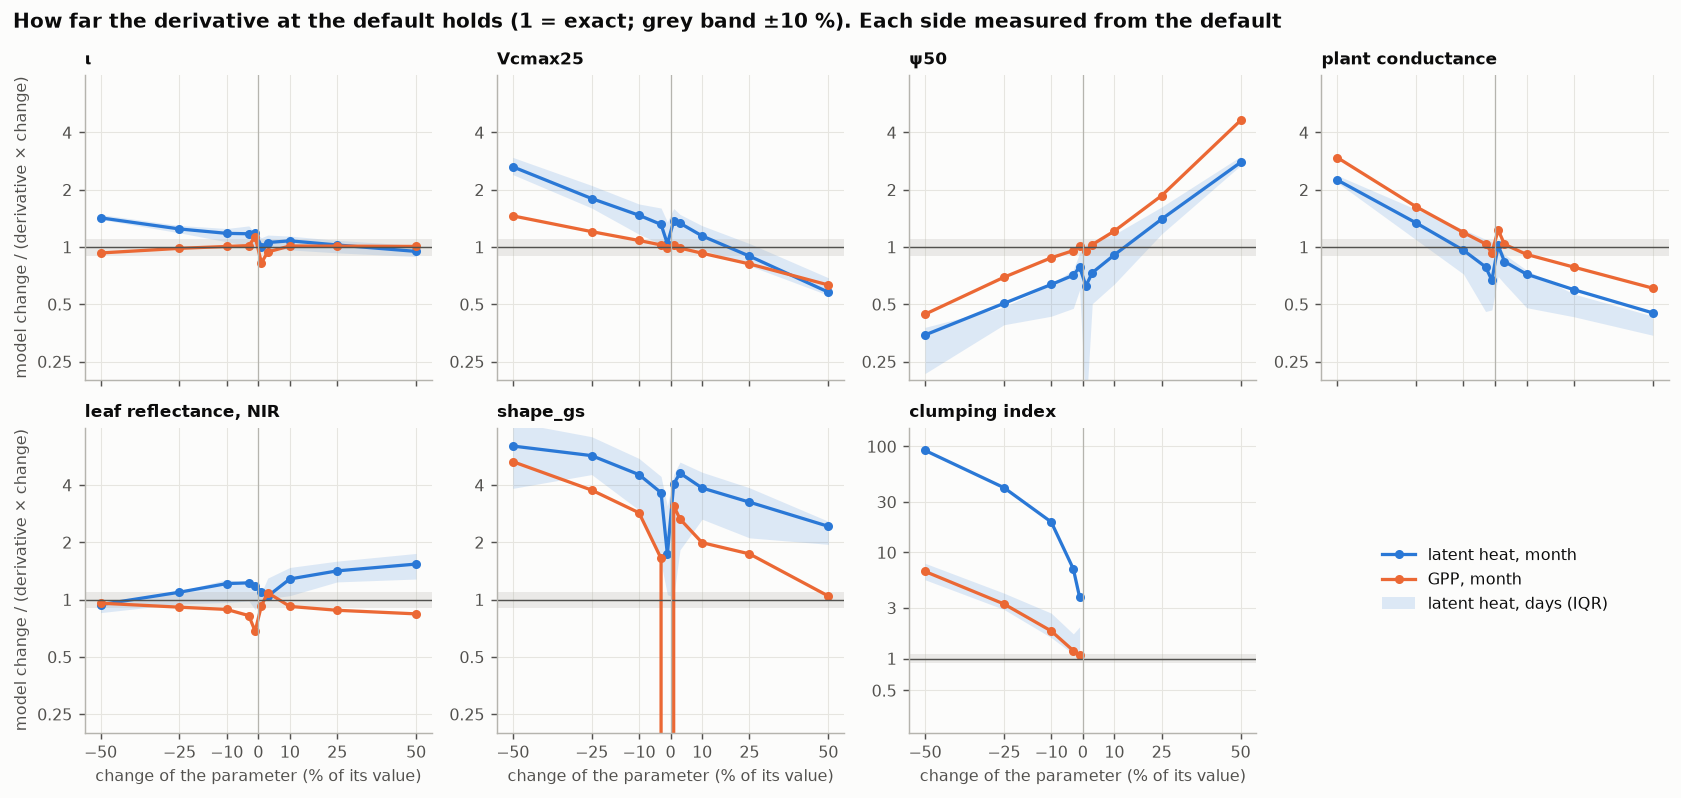 How far the derivative at the default holds (1 = exact; grey band ±10 %). Each side measured from the default
ι
Vcmax25
ψ50
plant conductance
model change / (derivative × change)
4
2
1
0.5
0.25
4
2
1
0.5
0.25
4
2
1
0.5
0.25
4
2
1
0.5
0.25
leaf reflectance, NIR
shape_gs
clumping index
model change / (derivative × change)
4
2
1
0.5
0.25
4
2
1
0.5
0.25
100
30
10
3
1
0.5
latent heat, month
GPP, month
latent heat, days (IQR)
−50 −25 −10 0 10 25 50
−50 −25 −10 0 10 25 50
−50 −25 −10 0 10 25 50
change of the parameter (% of its value)
change of the parameter (% of its value)
change of the parameter (% of its value)